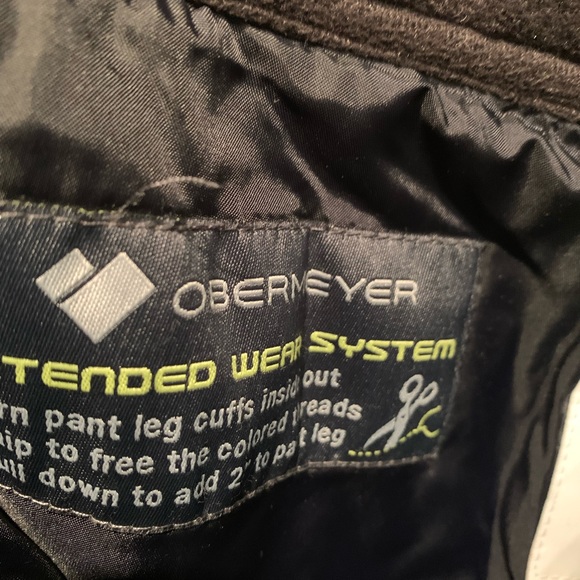 OBERMEYER
TENDED WEAR SYSTEM
rn pant leg cuffs inside out
ip to free the colored threads
ull down to add 2" to pant leg